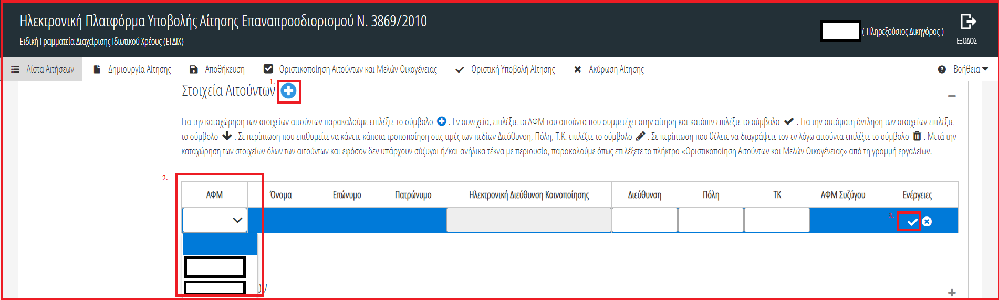 Ηλεκτρονική Πλατφόρμα Υποβολής Αίτησης Επαναπροσδιορισμού Ν. 3869/2010
Ειδική Γραμματεία Διαχείρισης Ιδιωτικού Χρέους (ΕΓΔΙΧ)
( Πληρεξούσιος Δικηγόρος )
ΕΞΟΔΟΣ
Λίστα Αιτήσεων Δημιουργία Αίτησης Αποθήκευση Οριστικοποίηση Αιτούντων και Μελών Οικογένειας Οριστική Υποβολή Αίτησης Ακύρωση Αίτησης Βοήθεια
1.
Στοιχεία Αιτούντων
Για την καταχώρηση των στοιχείων αιτούντων παρακαλούμε επιλέξτε το σύμβολο . Εν συνεχεία, επιλέξτε το ΑΦΜ του αιτούντα που συμμετέχει στην αίτηση και κατόπιν επιλέξτε το σύμβολο . Για την αυτόματη άντληση των στοιχείων επιλέξτε
το σύμβολο . Σε περίπτωση που επιθυμείτε να κάνετε κάποια τροποποίηση στις τιμές των πεδίων Διεύθυνση, Πόλη, Τ.Κ. επιλέξτε το σύμβολο . Σε περίπτωση που θέλετε να διαγράψετε τον εν λόγω αιτούντα επιλέξτε το σύμβολο . Μετά την
καταχώρηση των στοιχείων όλων των αιτούντων και εφόσον δεν υπάρχουν σύζυγοι ή/και ανήλικα τέκνα με περιουσία, παρακαλούμε όπως επιλέξετε το πλήκτρο «Οριστικοποίηση Αιτούντων και Μελών Οικογένειας» από τη γραμμή εργαλείων.
2.
ΑΦΜ Όνομα Επώνυμο Πατρώνυμο Ηλεκτρονική Διεύθυνση Κοινοποίησης Διεύθυνση Πόλη ΤΚ ΑΦΜ Συζύγου Ενέργειες
3.